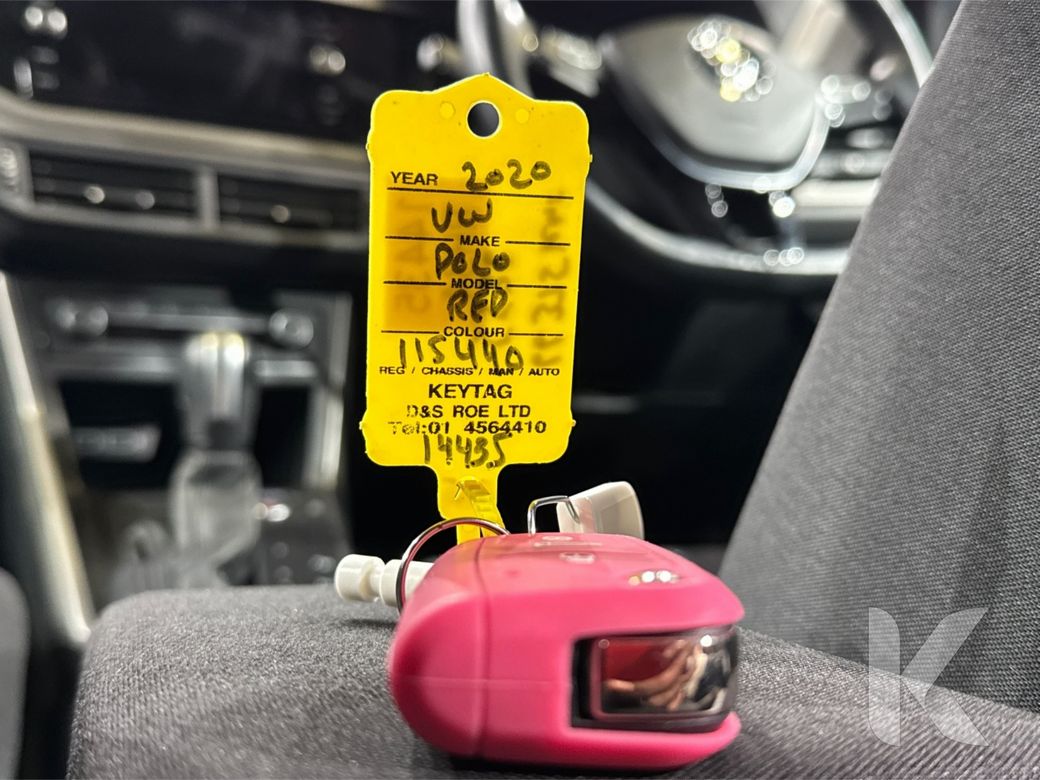 YEAR 2020
VW
MAKE
POLO
MODEL
RED
COLOUR
115440
REG / CHASSIS / MAN / AUTO
KEYTAG
D&S ROE LTD
Tel:01 4564410
14435
K